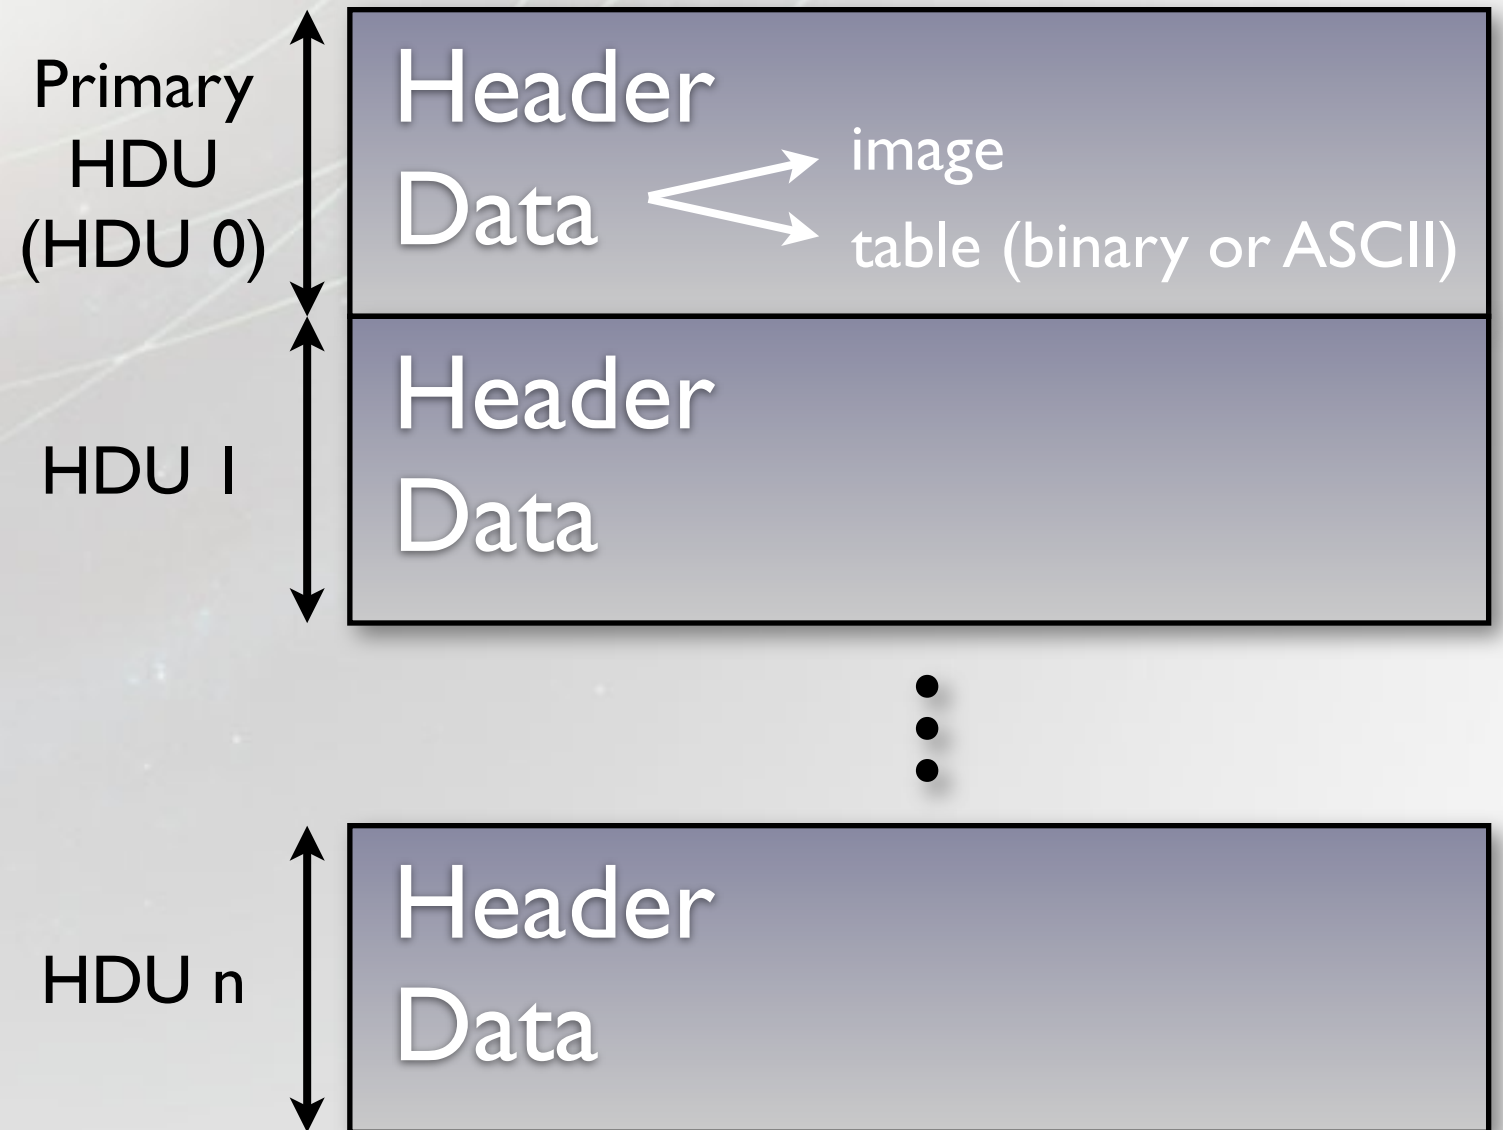 Primary
HDU
(HDU 0)
Header
Data
image
table (binary or ASCII)
HDU 1
Header
Data
HDU n
Header
Data